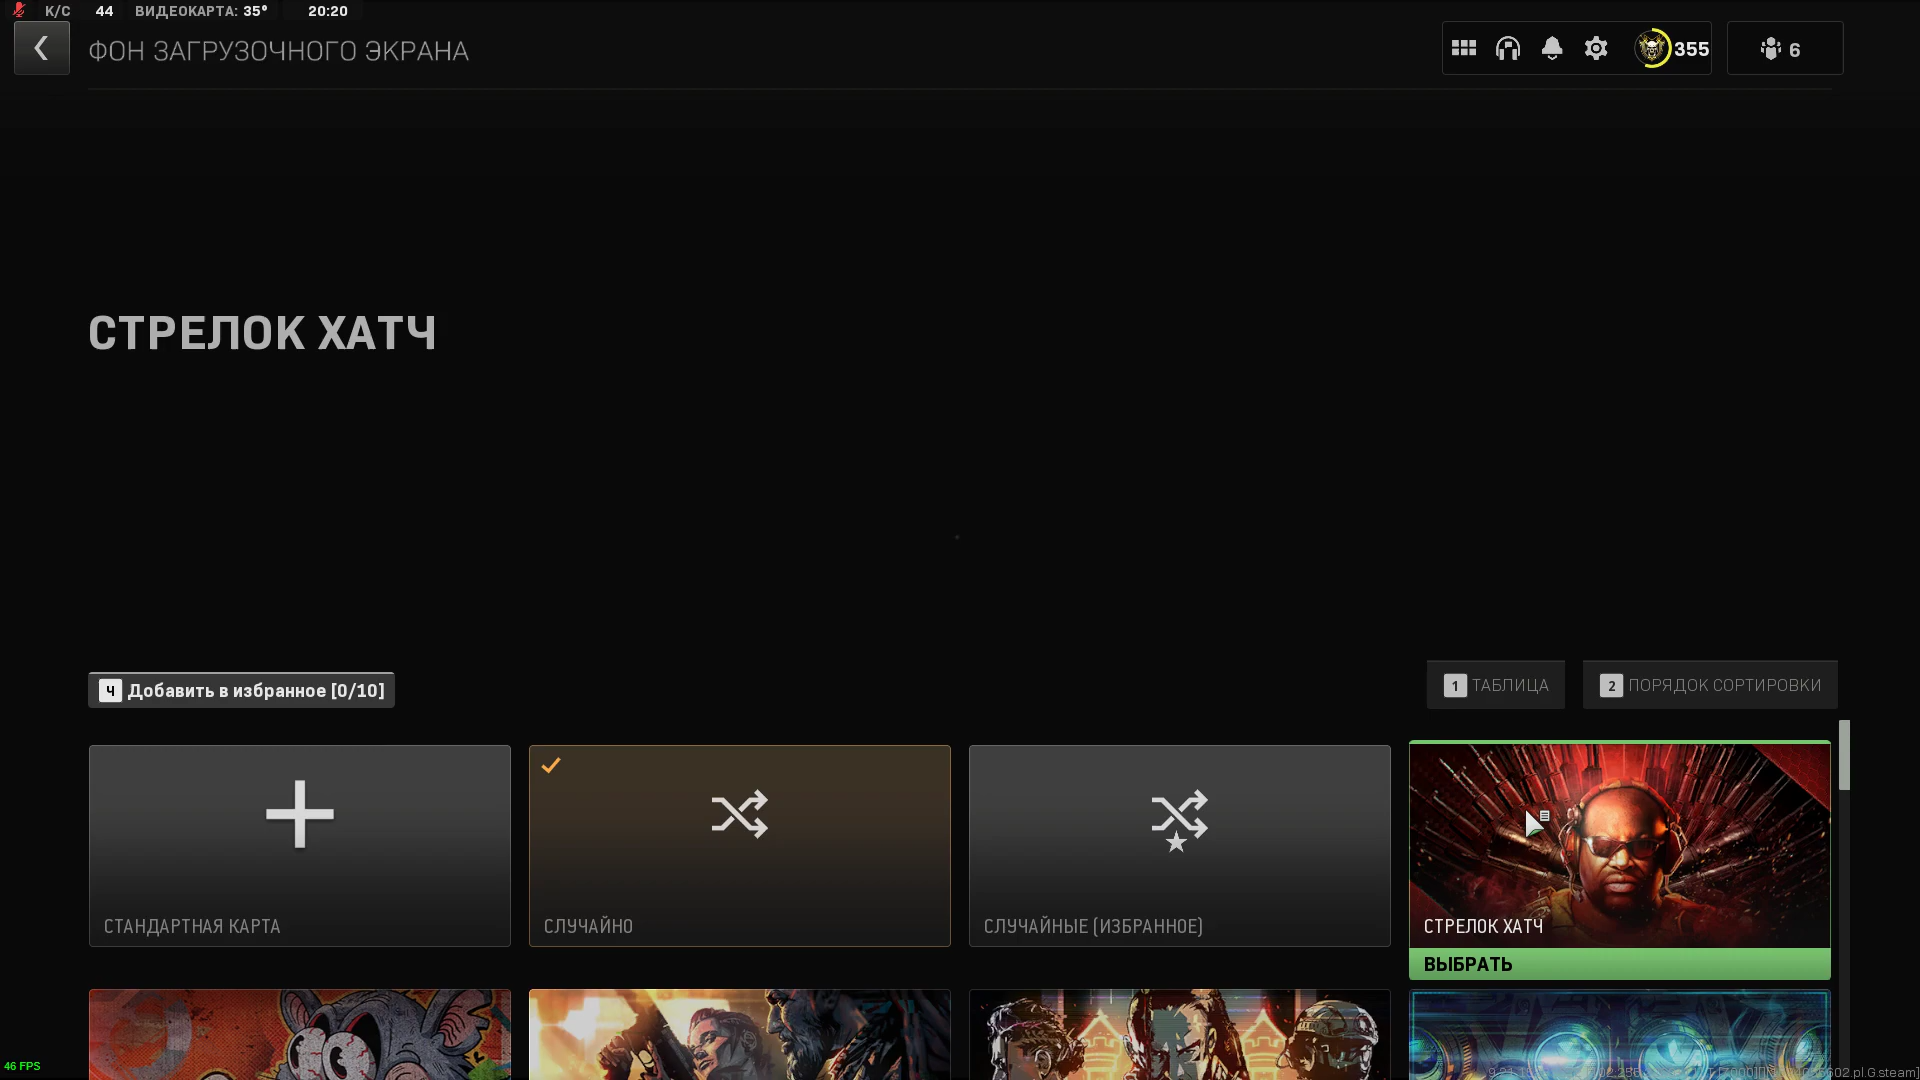 К/С 44 ВИДЕОКАРТА: 35° 20:20
ФОН ЗАГРУЗОЧНОГО ЭКРАНА
355
6
СТРЕЛОК ХАТЧ
Ч Добавить в избранное [0/10]
1 ТАБЛИЦА
2 ПОРЯДОК СОРТИРОВКИ
СТАНДАРТНАЯ КАРТА
СЛУЧАЙНО
СЛУЧАЙНЫЕ (ИЗБРАННОЕ)
СТРЕЛОК ХАТЧ
ВЫБРАТЬ
46 FPS